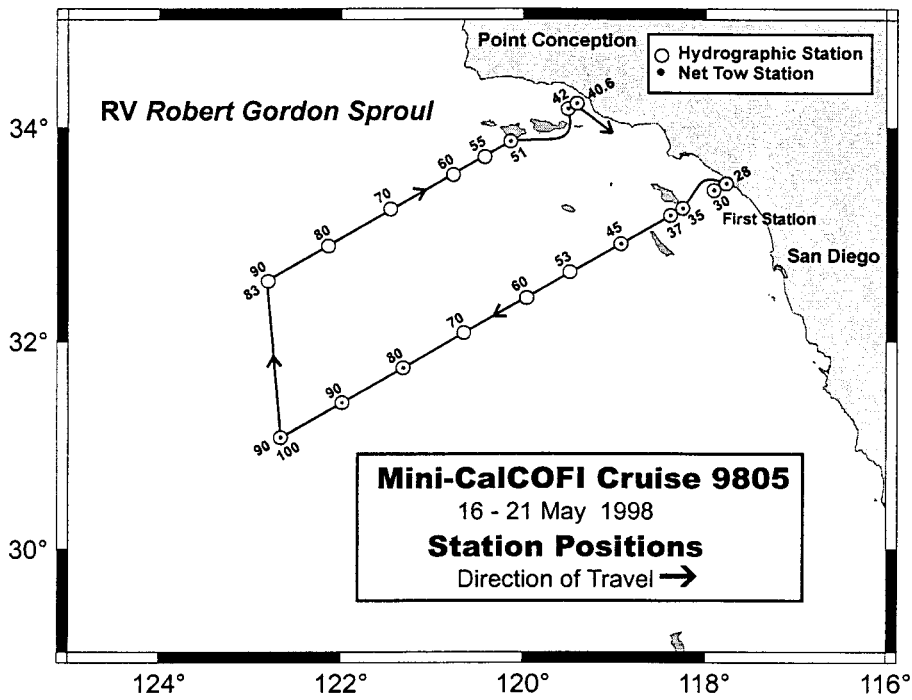 Point Conception
Hydrographic Station
Net Tow Station
RV Robert Gordon Sproul
42
40.6
34°
55
51
60
70
28
30
First Station
35
37
80
45
San Diego
90
83
53
60
32°
70
80
90
90
100
Mini-CalCOFI Cruise 9805
16 - 21 May 1998
Station Positions
Direction of Travel
30°
124°
122°
120°
118°
116°